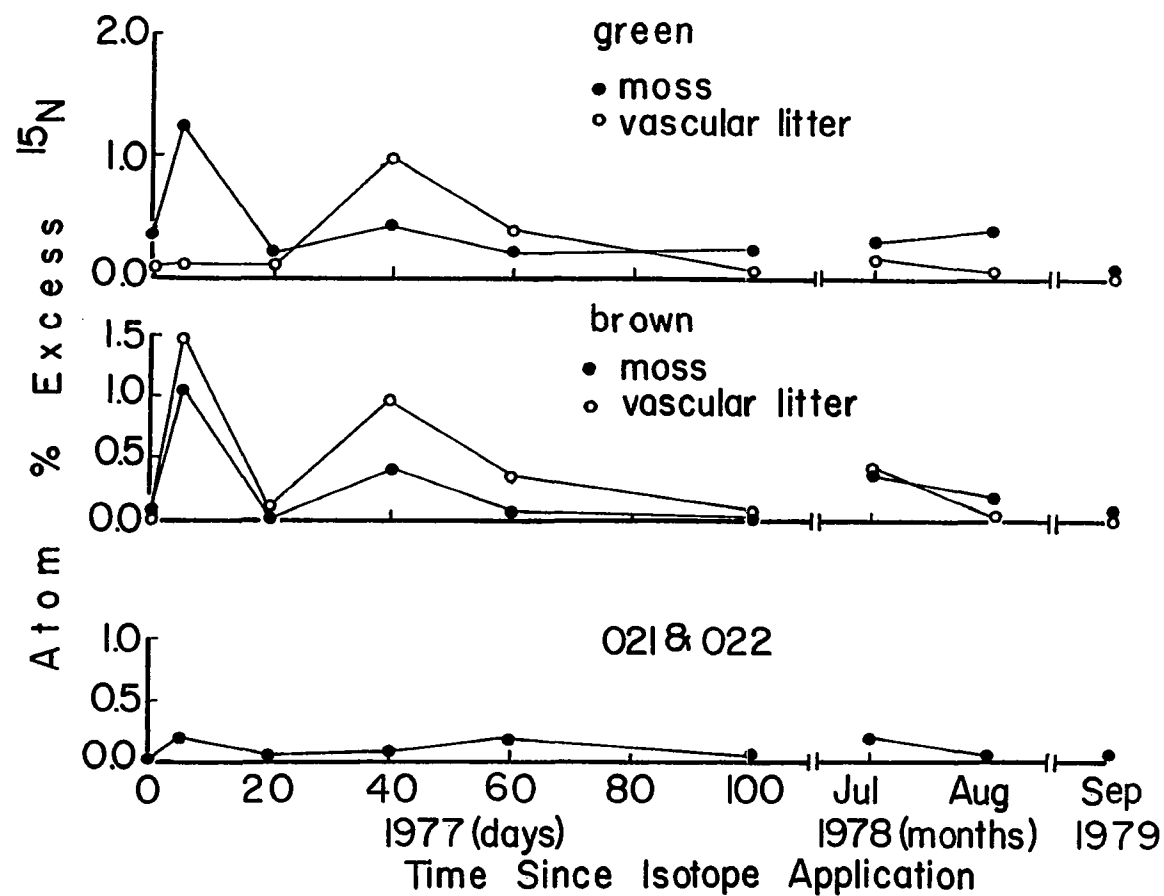 2.0
1.0
0.0
green
moss
vascular litter
1.5
1.0
0.5
0.0
brown
moss
vascular litter
1.0
0.5
0.0
021 & 022
Atom % Excess 15N
0 20 40 60 80 100 Jul Aug Sep
1977 (days) 1978 (months) 1979
Time Since Isotope Application